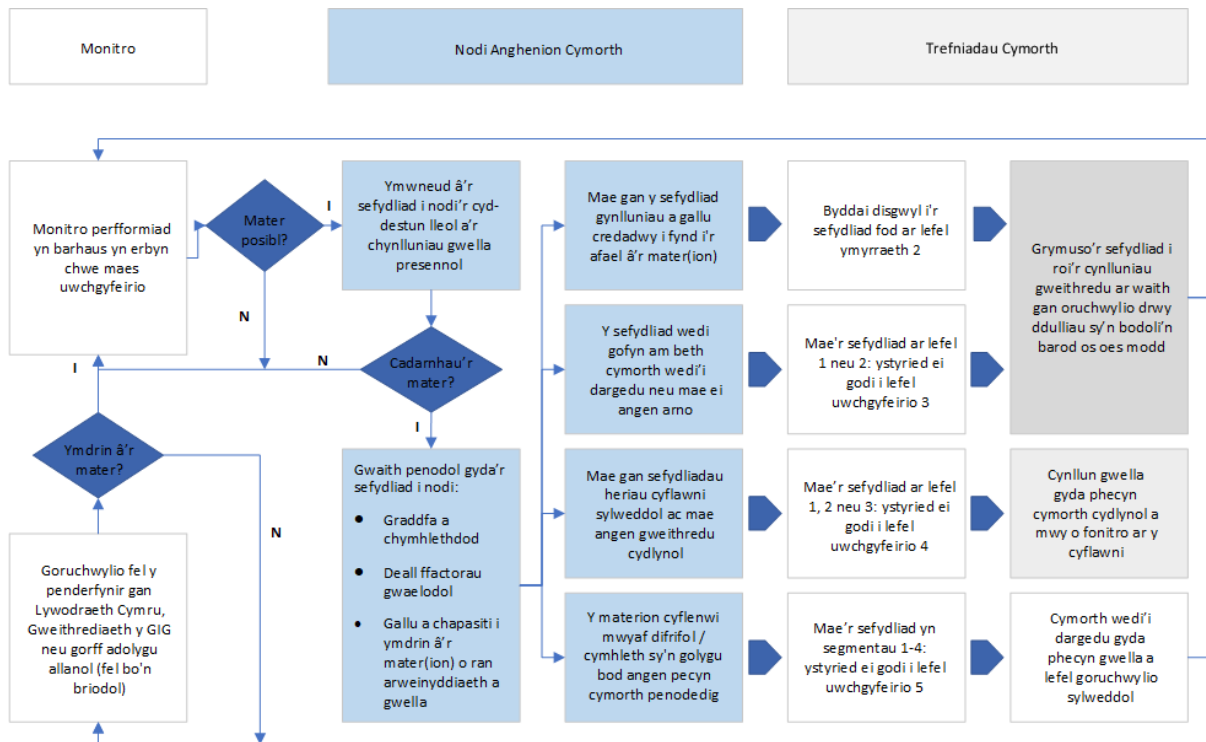 Monitro
Nodi Anghenion Cymorth
Trefniadau Cymorth
Monitro perfformiad
yn barhaus yn erbyn
chwe maes
uwchgyfeirio
Mater
posibl?
I
N
Ymwneud â'r
sefydliad i nodi'r cyd-
destun lleol a'r
chynlluniau gwella
presennol
N
Cadarnhau'r
mater?
I
Gwaith penodol gyda'r
sefydliad i nodi:
● Graddfa a
chymhlethdod
● Deall ffactorau
gwaelodol
● Gallu a chapasiti i
ymdrin â'r
mater(ion) o ran
arweinyddiaeth a
gwella
I
Ymdrin â'r
mater?
N
Goruchwylio fel y
penderfynir gan
Lywodraeth Cymru,
Gweithrediaeth y GIG
neu gorff adolygu
allanol (fel bo'n
briodol)
Mae gan y sefydliad
gynlluniau a gallu
credadwy i fynd i'r
afael â'r mater(ion)
Byddai disgwyl i'r
sefydliad fod ar lefel
ymyrraeth 2
Grymuso'r sefydliad i
roi'r cynlluniau
gweithredu ar waith
gan oruchwylio drwy
ddulliau sy'n bodoli'n
barod os oes modd
Y sefydliad wedi
gofyn am beth
cymorth wedi'i
dargedu neu mae ei
angen arno
Mae'r sefydliad ar lefel
1 neu 2: ystyried ei
godi i lefel
uwchgyfeirio 3
Mae gan sefydliadau
heriau cyflawni
sylweddol ac mae
angen gweithredu
cydlynol
Mae'r sefydliad ar lefel
1, 2 neu 3: ystyried ei
godi i lefel
uwchgyfeirio 4
Cynllun gwella
gyda phecyn
cymorth cydlynol a
mwy o fonitro ar y
cyflawni
Y materion cyflenwi
mwyaf difrifol /
cymhleth sy'n golygu
bod angen pecyn
cymorth penodedig
Mae'r sefydliad yn
segmentau 1-4:
ystyried ei godi i lefel
uwchgyfeirio 5
Cymorth wedi'i
dargedu gyda
phecyn gwella a
lefel goruchwylio
sylweddol